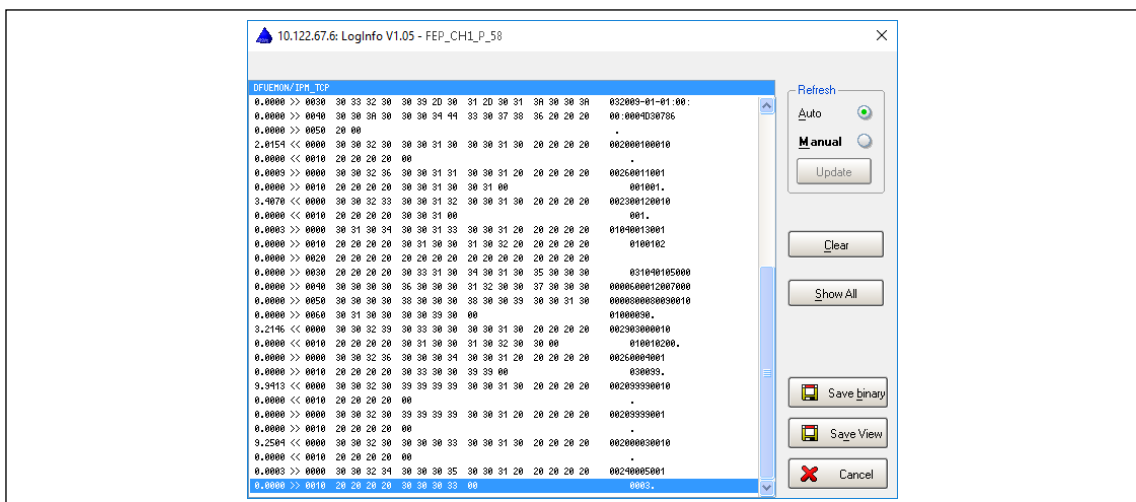 10.122.67.6: LogInfo V1.05 - FEP_CH1_P_58
DFUEMON/IPM_TCP
0.0000 >> 0030 30 33 32 30 30 39 2D 30 31 2D 30 31 3A 30 30 3A 032009-01-01:00:
0.0000 >> 0040 30 30 3A 30 30 30 34 44 33 30 37 38 36 20 20 20 00:0004D30786
0.0000 >> 0050 20 00 .
2.0154 << 0000 30 30 32 30 30 30 31 30 30 30 31 30 20 20 20 20 002000100010
0.0000 << 0010 20 20 20 20 00 .
0.0009 >> 0000 30 30 32 36 30 30 31 31 30 30 31 20 20 20 20 20 00260011001
0.0000 >> 0010 20 20 20 20 30 30 31 30 30 31 00 001001.
3.4070 << 0000 30 30 32 33 30 30 31 32 30 30 31 30 20 20 20 20 002300120010
0.0000 << 0010 20 20 20 20 30 30 31 00 001.
0.0003 >> 0000 30 31 30 34 30 30 31 33 30 30 31 20 20 20 20 20 01040013001
0.0000 >> 0010 20 20 20 20 30 31 30 30 31 30 32 20 20 20 20 20 0100102
0.0000 >> 0020 20 20 20 20 20 20 20 20 20 20 20 20 20 20 20 20
0.0000 >> 0030 20 20 20 20 30 33 31 30 34 30 31 30 35 30 30 30 031040105000
0.0000 >> 0040 30 30 30 30 36 30 30 30 31 32 30 30 37 30 30 30 0000600012007000
0.0000 >> 0050 30 30 30 30 38 30 30 30 38 30 30 39 30 30 31 30 0000800080090010
0.0000 >> 0060 30 31 30 30 30 30 39 30 00 01000090.
3.2146 << 0000 30 30 32 39 30 33 30 30 30 30 31 30 20 20 20 20 002903000010
0.0000 << 0010 20 20 20 20 30 31 30 30 31 30 32 30 30 00 010010200.
0.0000 >> 0000 30 30 32 36 30 30 30 34 30 30 31 20 20 20 20 20 00260004001
0.0000 >> 0010 20 20 20 20 30 33 30 30 39 39 00 030099.
9.9413 << 0000 30 30 32 30 39 39 39 39 30 30 31 30 20 20 20 20 002099990010
0.0000 << 0010 20 20 20 20 00 .
0.0000 >> 0000 30 30 32 30 39 39 39 39 30 30 31 20 20 20 20 20 00209999001
0.0000 >> 0010 20 20 20 20 00 .
9.2504 << 0000 30 30 32 30 30 30 30 33 30 30 31 30 20 20 20 20 002000030010
0.0000 << 0010 20 20 20 20 00 .
0.0003 >> 0000 30 30 32 34 30 30 30 35 30 30 31 20 20 20 20 20 00240005001
0.0000 >> 0010 20 20 20 20 30 30 30 33 00 0003.
Refresh
Auto
Manual
Update
Clear
Show All
Save binary
Save View
Cancel